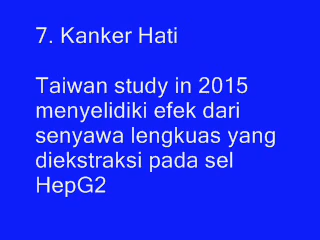 7. Kanker Hati
Taiwan study in 2015
menyelidiki efek dari
senyawa lengkuas yang
diekstraksi pada sel
HepG2